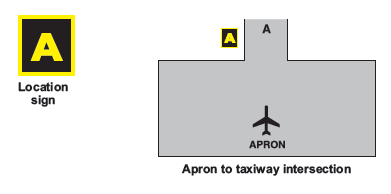 A
Location
sign
A
A
APRON
Apron to taxiway intersection